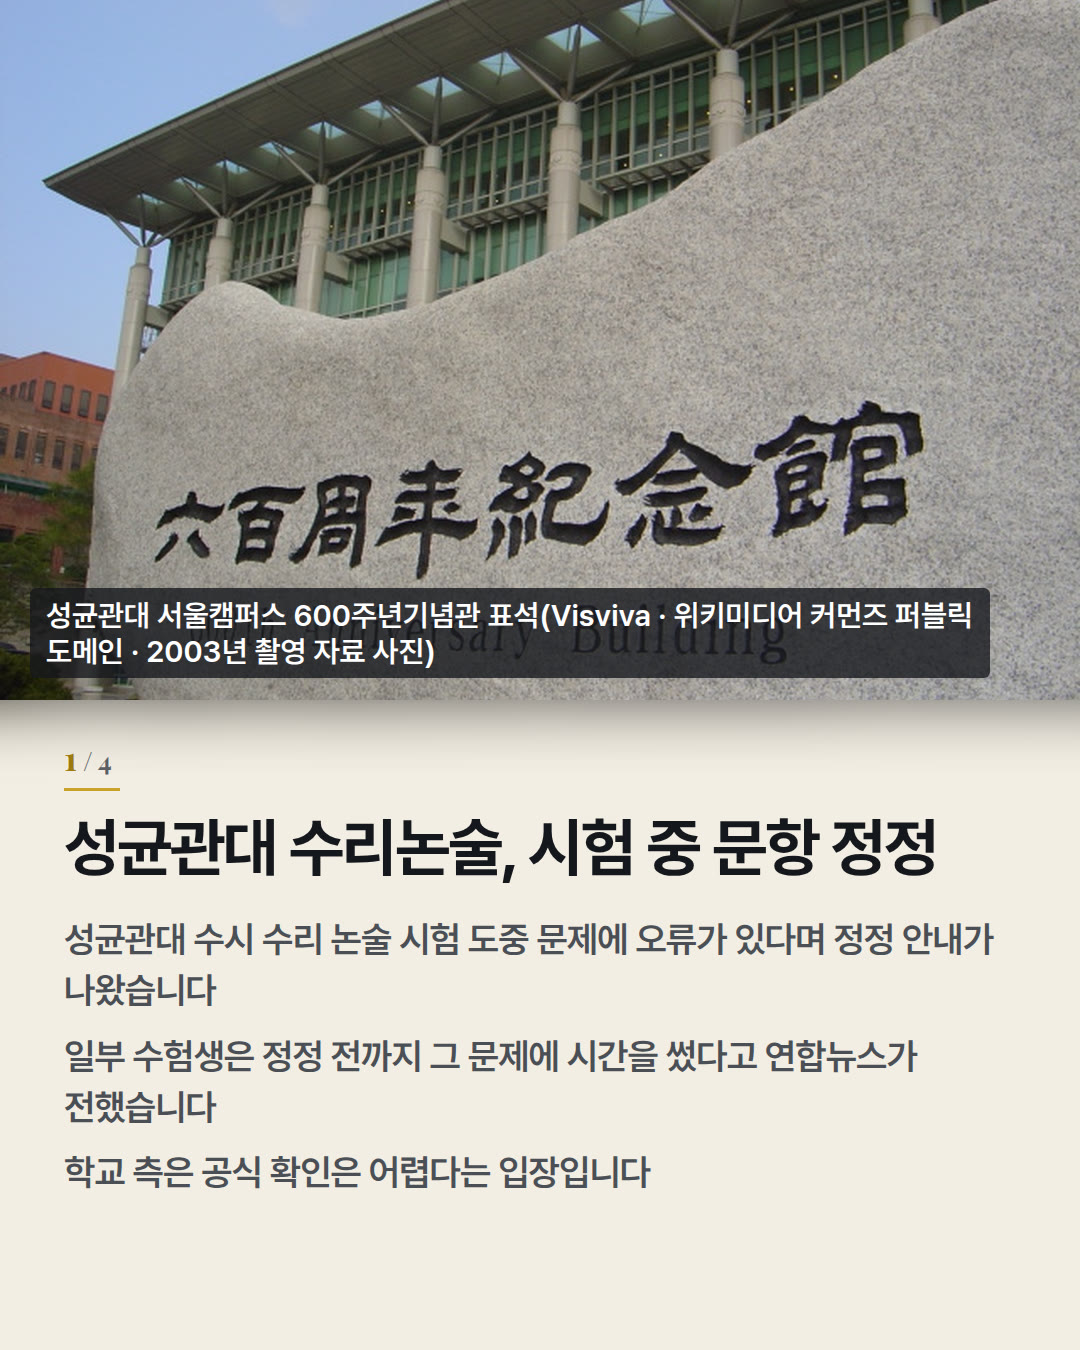 六百周年紀念館
성균관대 서울캠퍼스 600주년기념관 표석(Visviva · 위키미디어 커먼즈 퍼블릭
도메인 · 2003년 촬영 자료 사진)
Building
1 / 4
성균관대 수리논술, 시험 중 문항 정정
성균관대 수시 수리 논술 시험 도중 문제에 오류가 있다며 정정 안내가
나왔습니다
일부 수험생은 정정 전까지 그 문제에 시간을 썼다고 연합뉴스가
전했습니다
학교 측은 공식 확인은 어렵다는 입장입니다